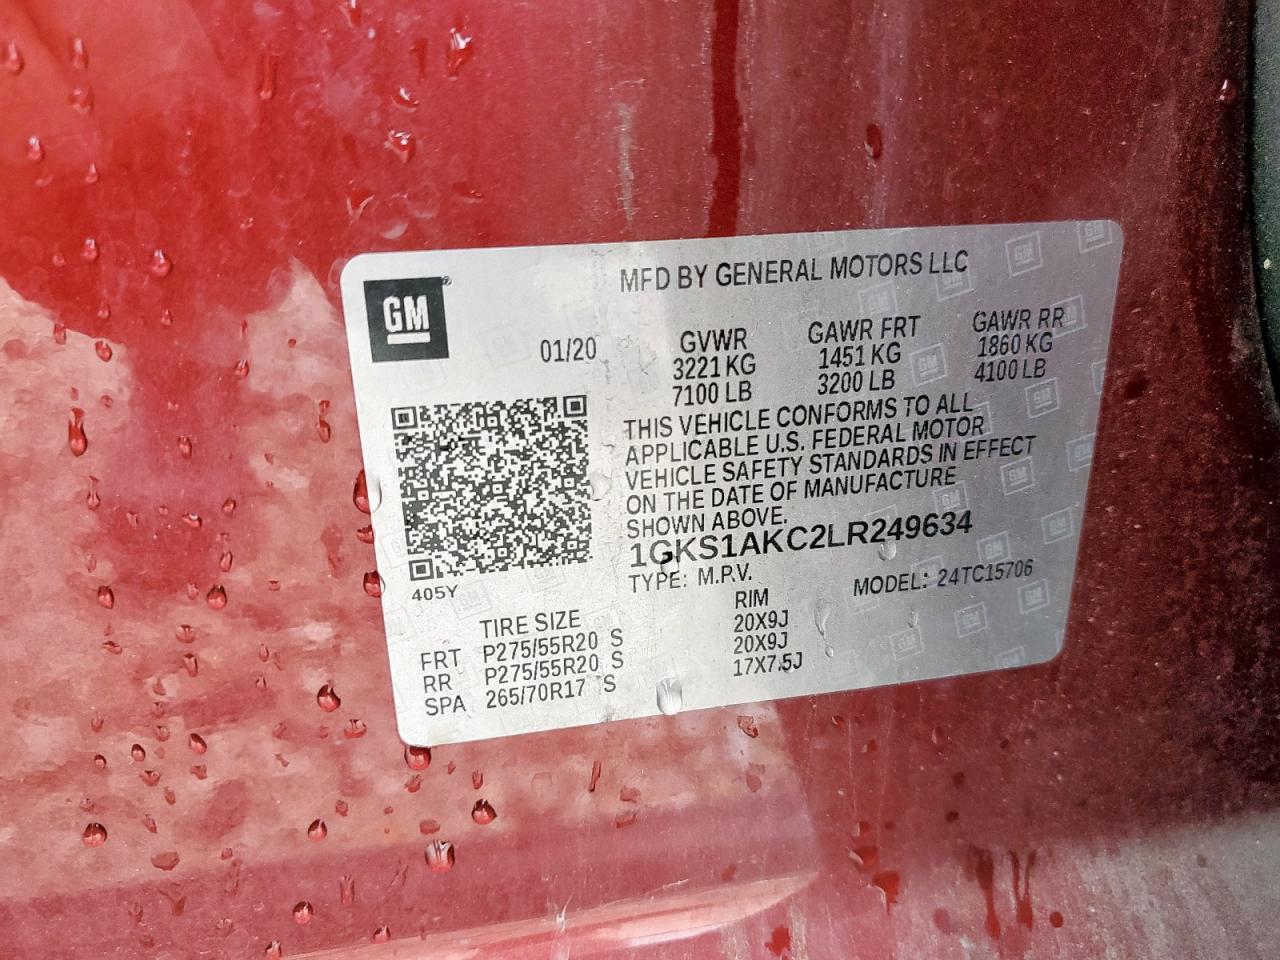 GM
MFD BY GENERAL MOTORS LLC
01/20
GVWR GAWR FRT GAWR RR
3221 KG 1451 KG 1860 KG
7100 LB 3200 LB 4100 LB
THIS VEHICLE CONFORMS TO ALL
APPLICABLE U.S. FEDERAL MOTOR
VEHICLE SAFETY STANDARDS IN EFFECT
ON THE DATE OF MANUFACTURE
SHOWN ABOVE.
1GKS1AKC2LR249634
TYPE: M.P.V. MODEL: 24TC15706
405Y
TIRE SIZE RIM
FRT P275/55R20 S 20X9J
RR P275/55R20 S 20X9J
SPA 265/70R17 S 17X7.5J